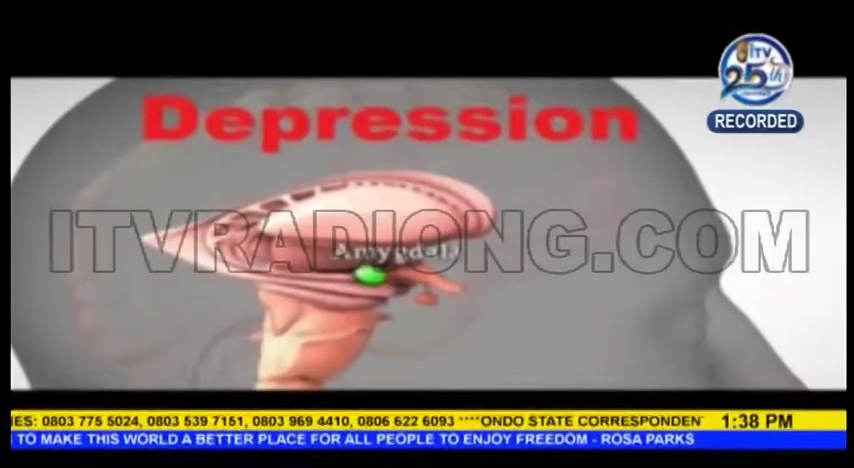 iTV
25th
RECORDED
Depression
ITVRADIONG.COM
Amygdala
NES: 0803 775 5024, 0803 539 7151, 0803 969 4410, 0806 622 6093 ****ONDO STATE CORRESPONDEN
1:38 PM
TO MAKE THIS WORLD A BETTER PLACE FOR ALL PEOPLE TO ENJOY FREEDOM - ROSA PARKS